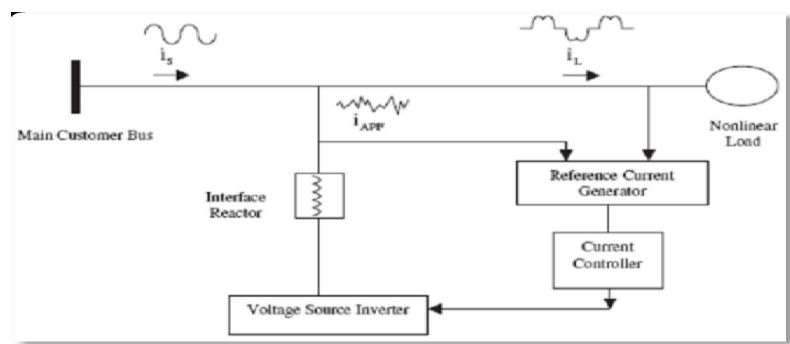 i_s
i_L
i_APF
Main Customer Bus
Nonlinear
Load
Reference Current
Generator
Interface
Reactor
Current
Controller
Voltage Source Inverter